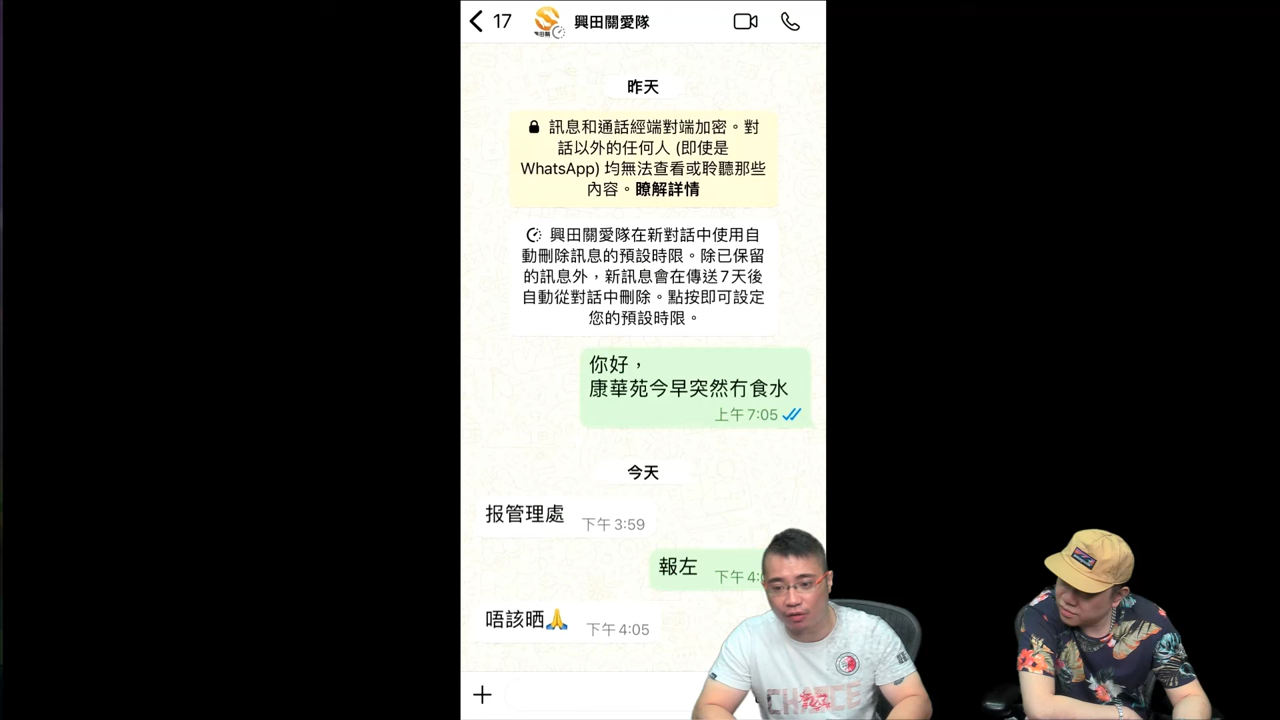 17
興田關愛隊
昨天
訊息和通話經端對端加密。對
話以外的任何人 (即使是
WhatsApp) 均無法查看或聆聽那些
內容。瞭解詳情
興田關愛隊在新對話中使用自
動刪除訊息的預設時限。除已保留
的訊息外，新訊息會在傳送7天後
自動從對話中刪除。點按即可設定
您的預設時限。
你好，
康華苑今早突然冇食水
上午7:05
今天
报管理處
下午3:59
報左
下午4:
唔該晒🙏
下午4:05